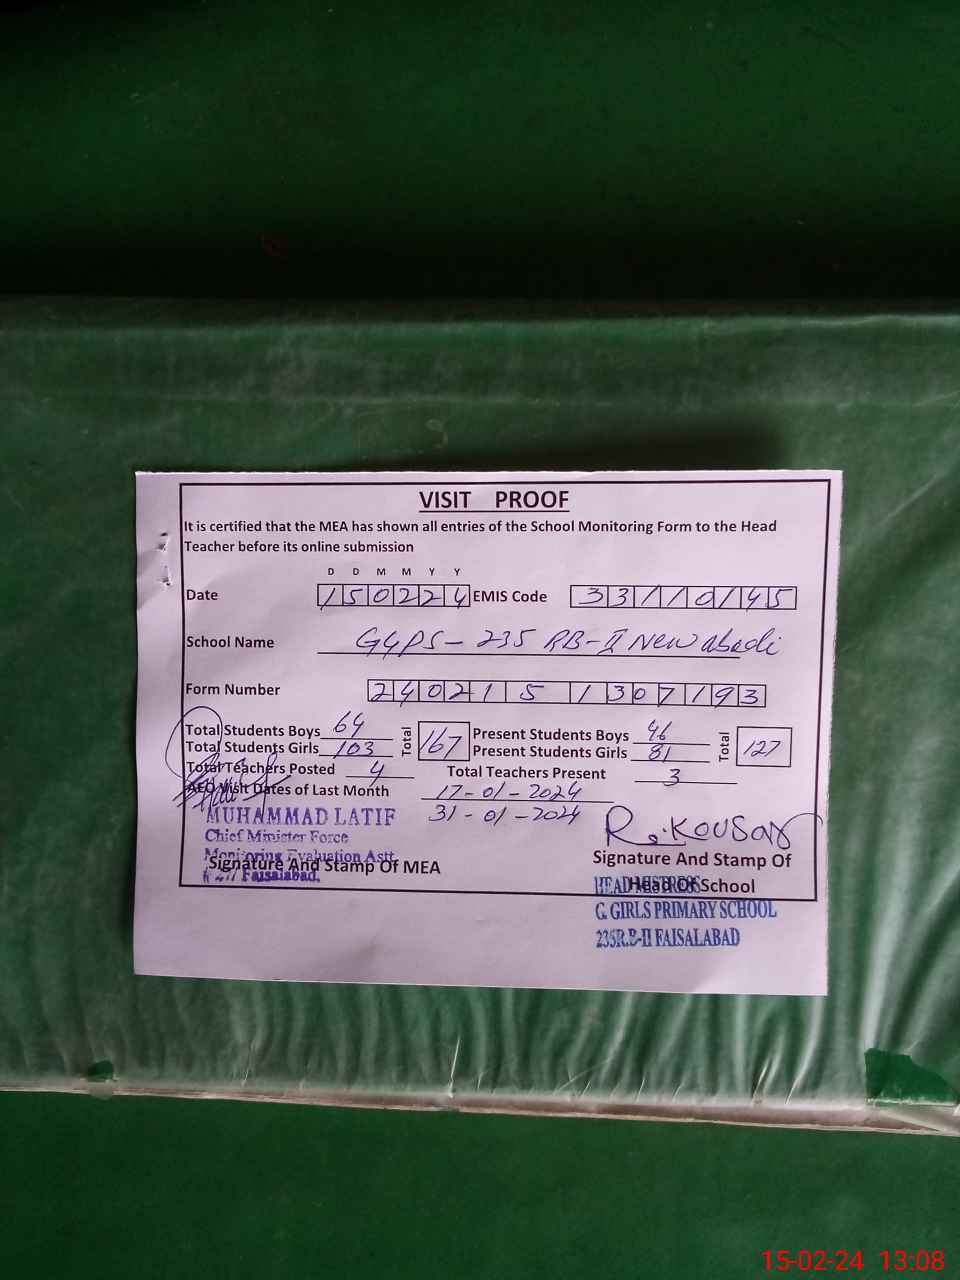 VISIT PROOF
It is certified that the MEA has shown all entries of the School Monitoring Form to the Head
Teacher before its online submission
D D M M Y Y
Date 150224 EMIS Code 33110145
School Name GGPS-235 RB-II New abadi
Form Number 2402151307193
Total Students Boys 64 Total 167 Present Students Boys 46 Total 127
Total Students Girls 103 Present Students Girls 81
Total Teachers Posted 4 Total Teachers Present 3
AEO Visit Dates of Last Month 17-01-2024
31-01-2024
MUHAMMAD LATIF
Chief Minister Force
Monitoring Evaluation Astt
Faisalabad.
Signature And Stamp Of MEA
R. Kousar
Signature And Stamp Of
Head Of School
HEAD MISTRESS
G. GIRLS PRIMARY SCHOOL
235R.B-II FAISALABAD
15-02-24 13:08